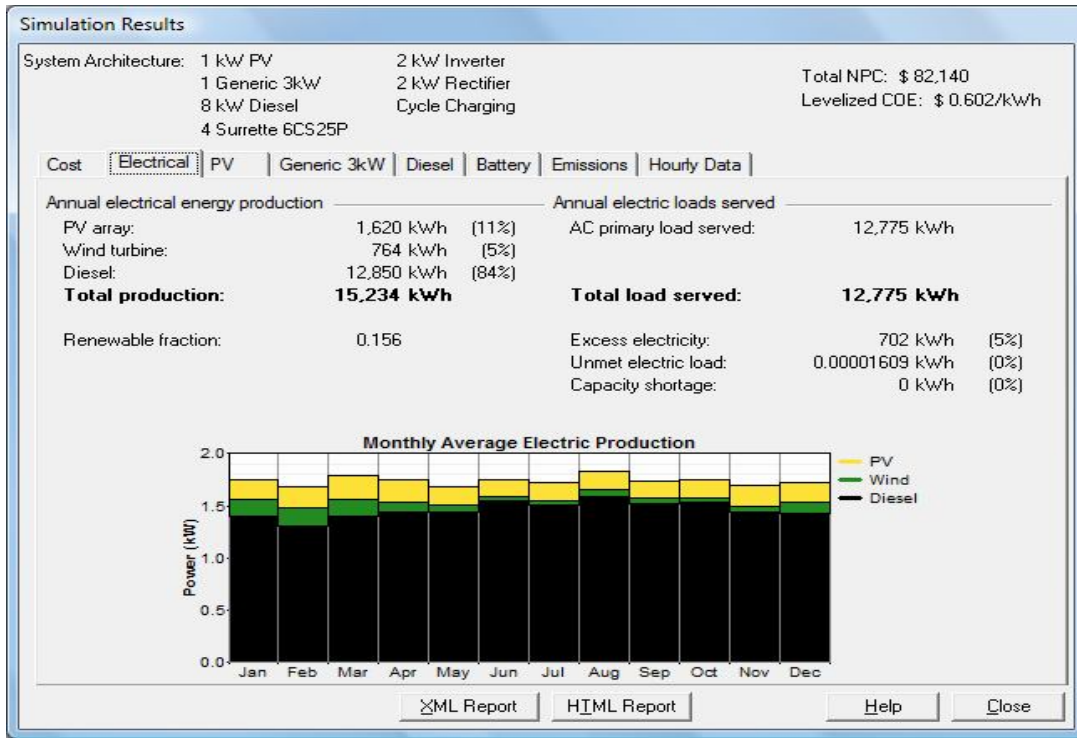 Simulation Results
System Architecture: 1 kW PV 2 kW Inverter
1 Generic 3kW 2 kW Rectifier
8 kW Diesel Cycle Charging
4 Surrette 6CS25P
Total NPC: $ 82,140
Levelized COE: $ 0.602/kWh
Cost Electrical PV Generic 3kW Diesel Battery Emissions Hourly Data
Annual electrical energy production
PV array: 1,620 kWh (11%)
Wind turbine: 764 kWh (5%)
Diesel: 12,850 kWh (84%)
Total production: 15,234 kWh
Renewable fraction: 0.156
Annual electric loads served
AC primary load served: 12,775 kWh
Total load served: 12,775 kWh
Excess electricity: 702 kWh (5%)
Unmet electric load: 0.00001609 kWh (0%)
Capacity shortage: 0 kWh (0%)
Monthly Average Electric Production
Power (kW)
2.0
1.5
1.0
0.5
0.0
Jan Feb Mar Apr May Jun Jul Aug Sep Oct Nov Dec
PV
Wind
Diesel
XML Report HTML Report Help Close